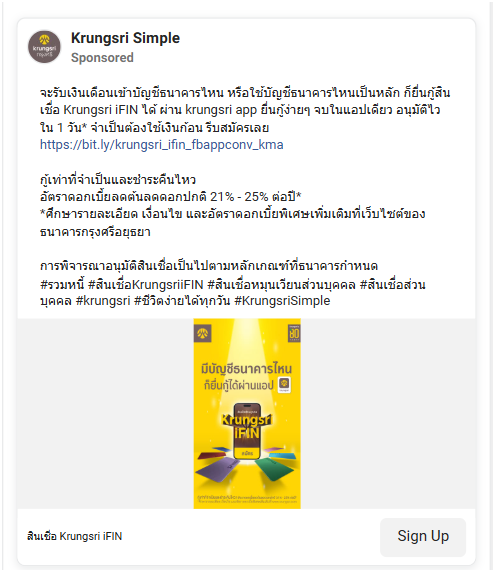 Krungsri Simple
Sponsored
krungsri
กรุงศรี
จะรับเงินเดือนเข้าบัญชีธนาคารไหน หรือใช้บัญชีธนาคารไหนเป็นหลัก ก็ยื่นกู้สิน
เชื่อ Krungsri iFIN ได้ ผ่าน krungsri app ยื่นกู้ง่ายๆ จบในแอปเดียว อนุมัติไว
ใน 1 วัน* จำเป็นต้องใช้เงินก้อน รีบสมัครเลย
https://bit.ly/krungsri_ifin_fbappconv_kma
กู้เท่าที่จำเป็นและชำระคืนไหว
อัตราดอกเบี้ยลดต้นลดดอกปกติ 21% - 25% ต่อปี*
*ศึกษารายละเอียด เงื่อนไข และอัตราดอกเบี้ยพิเศษเพิ่มเติมที่เว็บไซต์ของ
ธนาคารกรุงศรีอยุธยา
การพิจารณาอนุมัติสินเชื่อเป็นไปตามหลักเกณฑ์ที่ธนาคารกำหนด
#รวมหนี้ #สินเชื่อKrungsriiFIN #สินเชื่อหมุนเวียนส่วนบุคคล #สินเชื่อส่วน
บุคคล #krungsri #ชีวิตง่ายได้ทุกวัน #KrungsriSimple
มีบัญชีธนาคารไหน
ก็ยื่นกู้ได้ผ่านแอป
Krungsri
iFIN
สินเชื่อ Krungsri iFIN
Sign Up